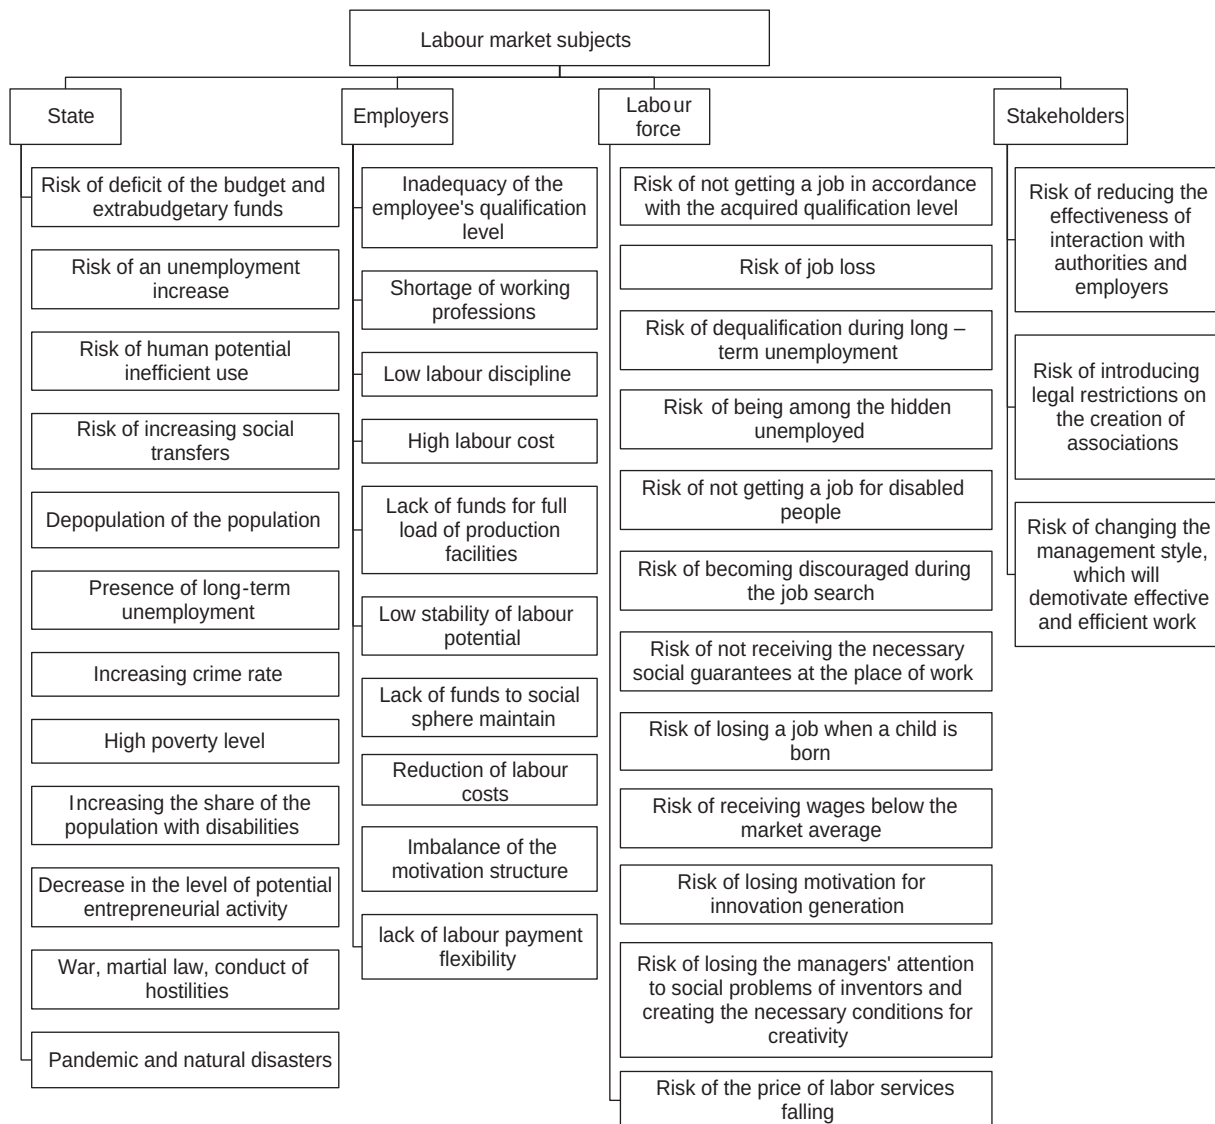 Labour market subjects
State
Risk of deficit of the budget and
extrabudgetary funds
Risk of an unemployment
increase
Risk of human potential
inefficient use
Risk of increasing social
transfers
Depopulation of the population
Presence of long-term
unemployment
Increasing crime rate
High poverty level
Increasing the share of the
population with disabilities
Decrease in the level of potential
entrepreneurial activity
War, martial law, conduct of
hostilities
Pandemic and natural disasters
Employers
Inadequacy of the
employee's qualification
level
Shortage of working
professions
Low labour discipline
High labour cost
Lack of funds for full
load of production
facilities
Low stability of labour
potential
Lack of funds to social
sphere maintain
Reduction of labour
costs
Imbalance of the
motivation structure
lack of labour payment
flexibility
Labour
force
Risk of not getting a job in accordance
with the acquired qualification level
Risk of job loss
Risk of dequalification during long –
term unemployment
Risk of being among the hidden
unemployed
Risk of not getting a job for disabled
people
Risk of becoming discouraged during
the job search
Risk of not receiving the necessary
social guarantees at the place of work
Risk of losing a job when a child is
born
Risk of receiving wages below the
market average
Risk of losing motivation for
innovation generation
Risk of losing the managers' attention
to social problems of inventors and
creating the necessary conditions for
creativity
Risk of the price of labor services
falling
Stakeholders
Risk of reducing the
effectiveness of
interaction with
authorities and
employers
Risk of introducing
legal restrictions on
the creation of
associations
Risk of changing the
management style,
which will
demotivate effective
and efficient work